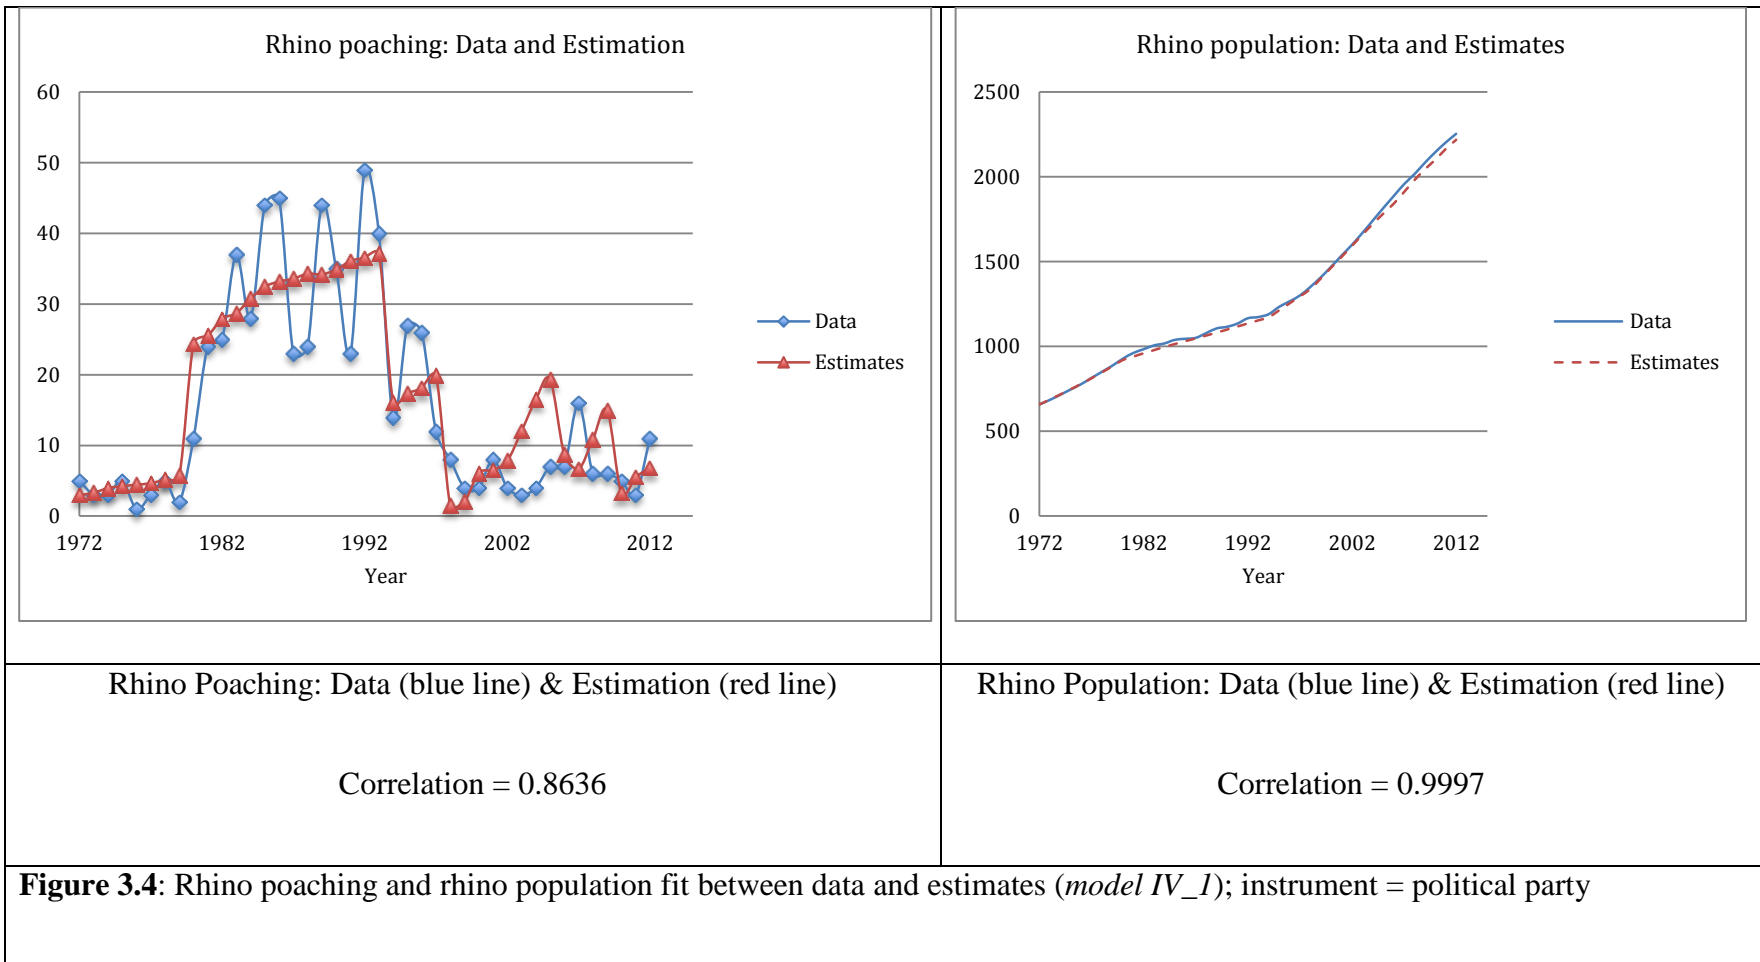 Rhino poaching: Data and Estimation
60
50
40
30
20
10
0
1972 1982 1992 2002 2012
Year
Data
Estimates
Rhino population: Data and Estimates
2500
2000
1500
1000
500
0
1972 1982 1992 2002 2012
Year
Data
Estimates
Rhino Poaching: Data (blue line) & Estimation (red line)
Correlation = 0.8636
Rhino Population: Data (blue line) & Estimation (red line)
Correlation = 0.9997
Figure 3.4: Rhino poaching and rhino population fit between data and estimates (model IV_1); instrument = political party